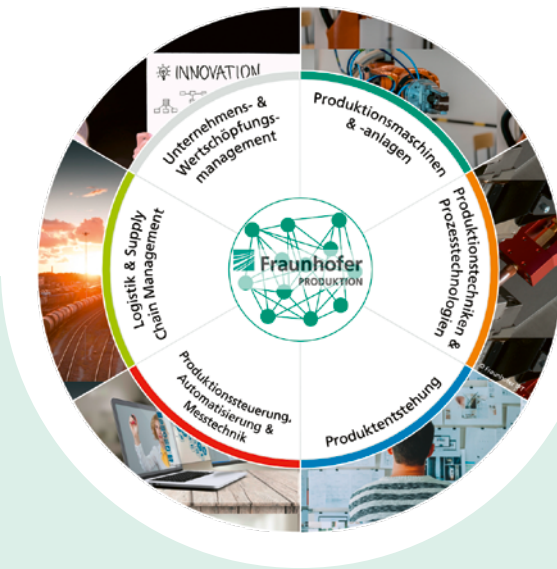 INNOVATION
Unternehmens- &
Wertschöpfungs-
management
Produktionsmaschinen
& -anlagen
Produktionstechniken &
Prozesstechnologien
Produktentstehung
Produktionssteuerung,
Automatisierung &
Messtechnik
Logistik & Supply
Chain Management
Fraunhofer
PRODUKTION